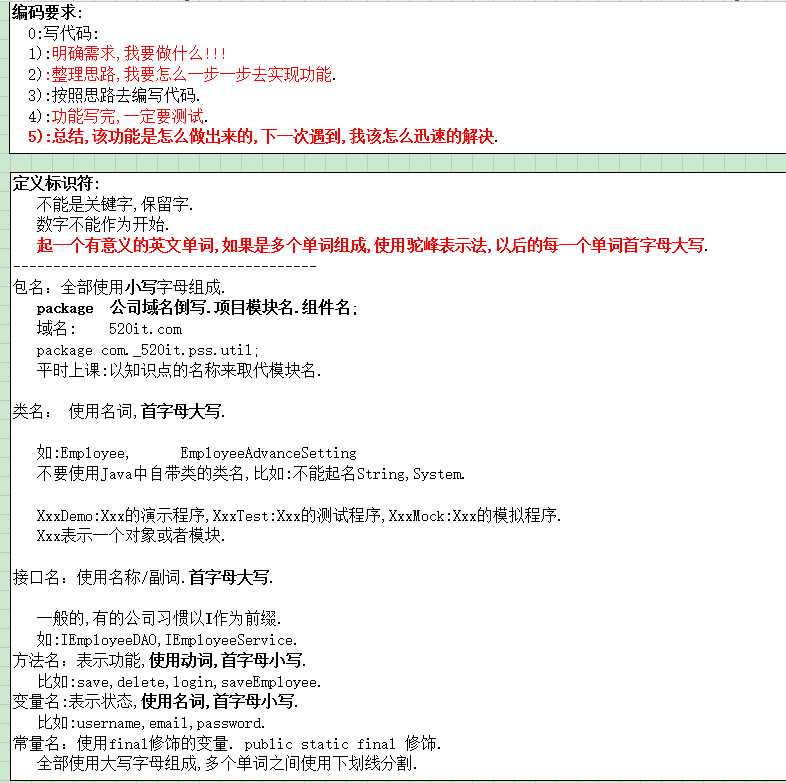 编码要求:
0:写代码:
1):明确需求,我要做什么!!!
2):整理思路,我要怎么一步一步去实现功能.
3):按照思路去编写代码.
4):功能写完,一定要测试.
5):总结,该功能是怎么做出来的,下一次遇到,我该怎么迅速的解决.
定义标识符:
不能是关键字,保留字.
数字不能作为开始.
起一个有意义的英文单词,如果是多个单词组成,使用驼峰表示法,以后的每一个单词首字母大写.
--------------------------------------
包名: 全部使用小写字母组成.
package 公司域名倒写.项目模块名.组件名;
域名: 520it.com
package com._520it.pss.util;
平时上课:以知识点的名称来取代模块名.
类名: 使用名词,首字母大写.
如:Employee, EmployeeAdvanceSetting
不要使用Java中自带类的类名,比如:不能起名String,System.
XxxDemo:Xxx的演示程序,XxxTest:Xxx的测试程序,XxxMock:Xxx的模拟程序.
Xxx表示一个对象或者模块.
接口名: 使用名称/副词.首字母大写.
一般的,有的公司习惯以I作为前缀.
如:IEmployeeDAO,IEmployeeService.
方法名: 表示功能,使用动词,首字母小写.
比如:save,delete,login,saveEmployee.
变量名:表示状态,使用名词,首字母小写.
比如:username,email,password.
常量名: 使用final修饰的变量. public static final 修饰.
全部使用大写字母组成,多个单词之间使用下划线分割.